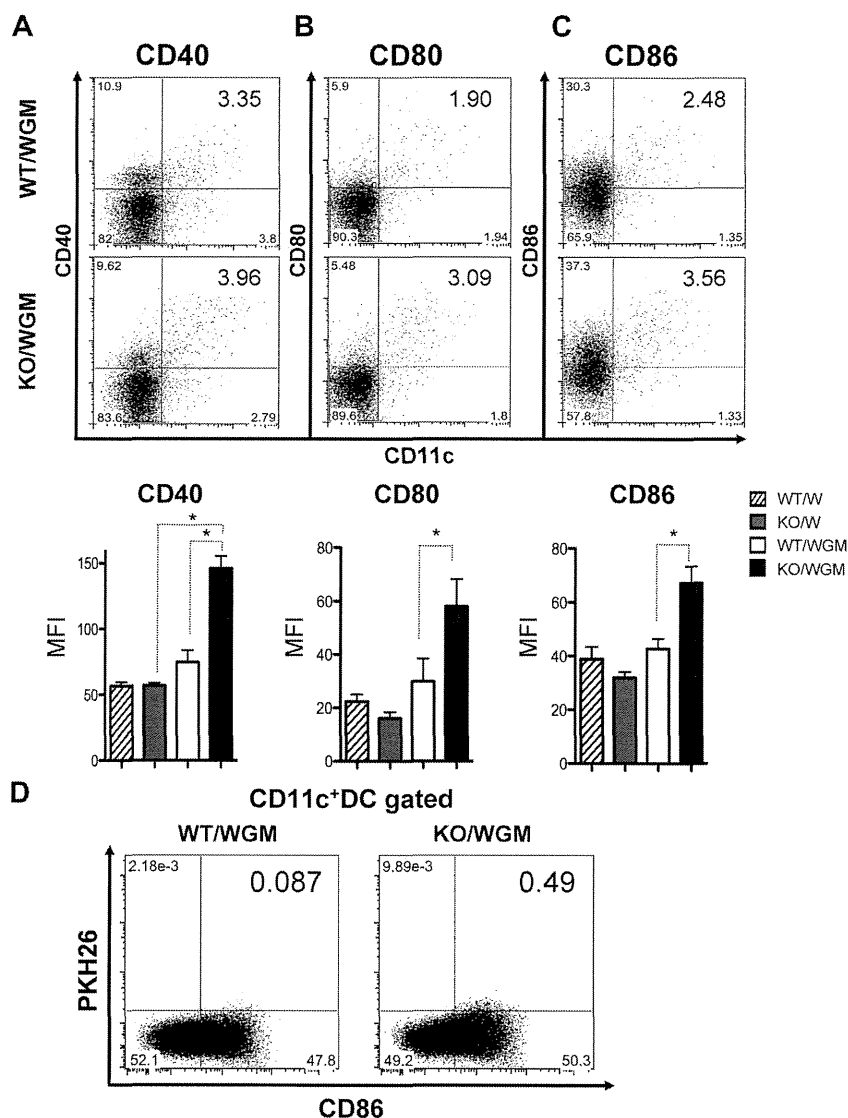 A
B
C
CD40
CD80
CD86
WT/WGM
10.9
3.35
82
3.8
5.9
1.90
90.3
1.94
30.3
2.48
65.9
1.35
CD40
CD80
CD86
KO/WGM
9.62
3.96
83.6
2.79
5.48
3.09
89.6
1.8
37.3
3.56
57.8
1.33
CD11c
CD40
MFI
150
100
50
0
*
*
CD80
MFI
80
60
40
20
0
*
CD86
MFI
80
60
40
20
0
*
WT/W
KO/W
WT/WGM
KO/WGM
D
CD11c+DC gated
WT/WGM
KO/WGM
PKH26
2.18e-3
0.087
52.1
47.8
9.89e-3
0.49
49.2
50.3
CD86